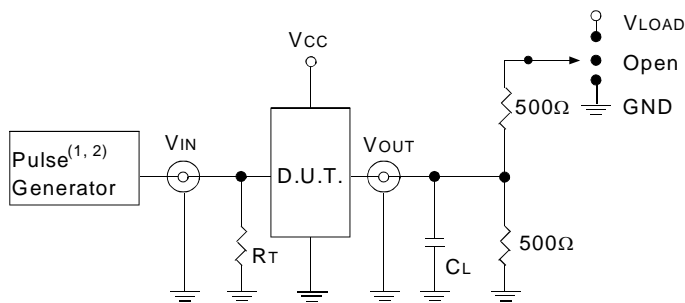 VLOAD
VCC
Open
500Ω
GND
Pulse(1, 2)
Generator
VIN
D.U.T.
VOUT
RT
CL
500Ω